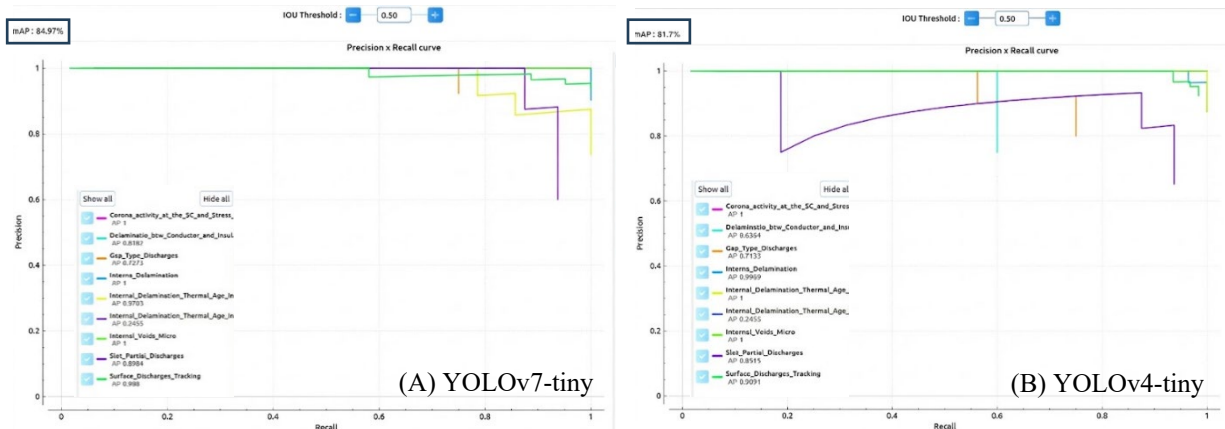 IOU Threshold : − 0.50 +
mAP : 84.97%
Precision x Recall curve
Precision
1
0.8
0.6
0.4
0.2
0
Show all Hide all
Corona_activity_at_the_SC_and_Stress_
AP 1
Delaminatio_btw_Conductor_and_Insul
AP 0.8182
Gap_Type_Discharges
AP 0.7273
Interns_Delamination
AP 1
Internal_Delamination_Thermal_Age_In
AP 0.9703
Internal_Delamination_Thermal_Age_In
AP 0.2455
Internal_Voids_Micro
AP 1
Slot_Partial_Discharges
AP 0.8984
Surface_Discharges_Tracking
AP 0.988
(A) YOLOv7-tiny
0 0.2 0.4 0.6 0.8 1
Recall
IOU Threshold : − 0.50 +
mAP : 81.7%
Precision x Recall curve
Precision
1
0.8
0.6
0.4
0.2
0
Show all Hide all
Corona_activity_at_the_SC_and_Stres
AP 1
Delaminatio_btw_Conductor_and_Ins
AP 0.6364
Gap_Type_Discharges
AP 0.7133
Interns_Delamination
AP 0.9969
Internal_Delamination_Thermal_Age_
AP 1
Internal_Delamination_Thermal_Age_
AP 0.2455
Internal_Voids_Micro
AP 1
Slot_Partial_Discharges
AP 0.8515
Surface_Discharges_Tracking
AP 0.9091
(B) YOLOv4-tiny
0 0.2 0.4 0.6 0.8 1
Recall